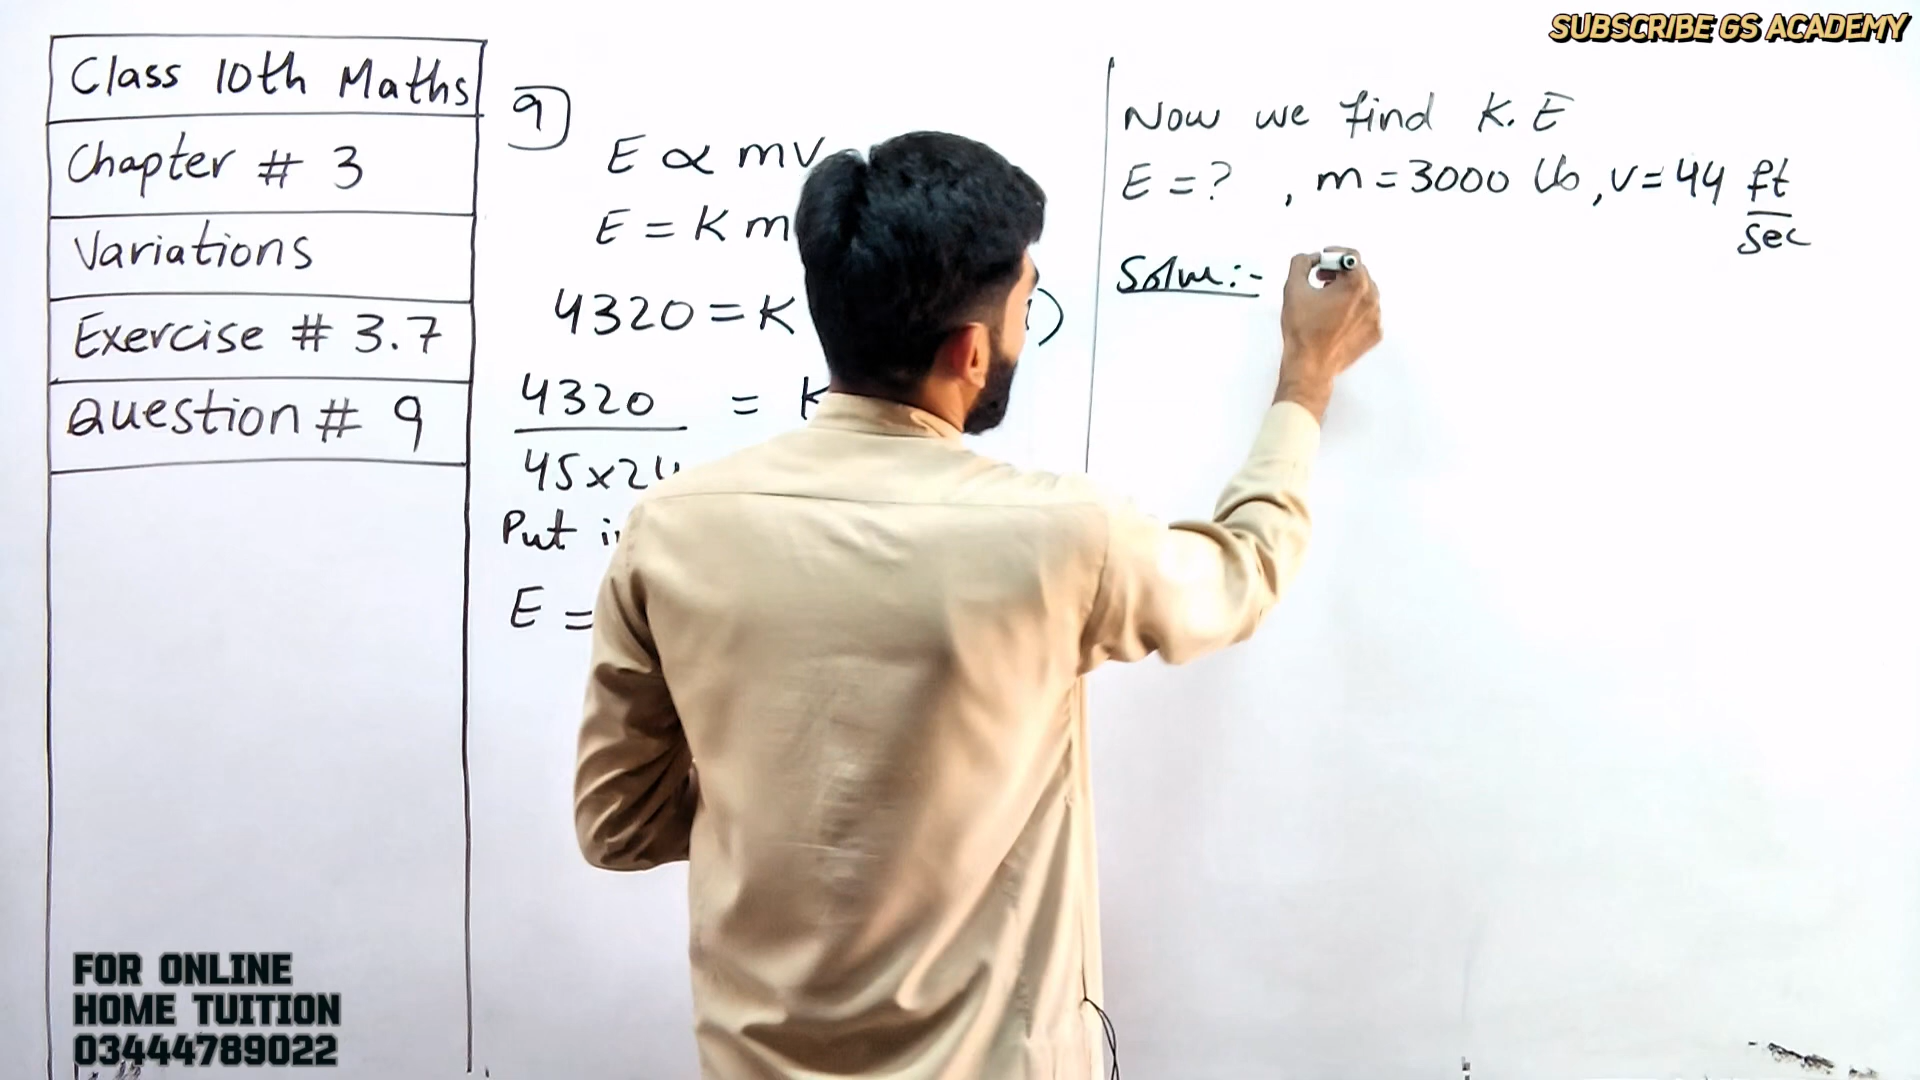 SUBSCRIBE GS ACADEMY
Class 10th Maths
Chapter # 3
Variations
Exercise # 3.7
Question # 9
9
E ∝ mv
E = K m
4320 = K )
4320 = K
45×24
Put
E =
Now we find K.E
E = ? , m = 3000 lb, v = 44 ft
sec
Solu:-
FOR ONLINE
HOME TUITION
03444789022